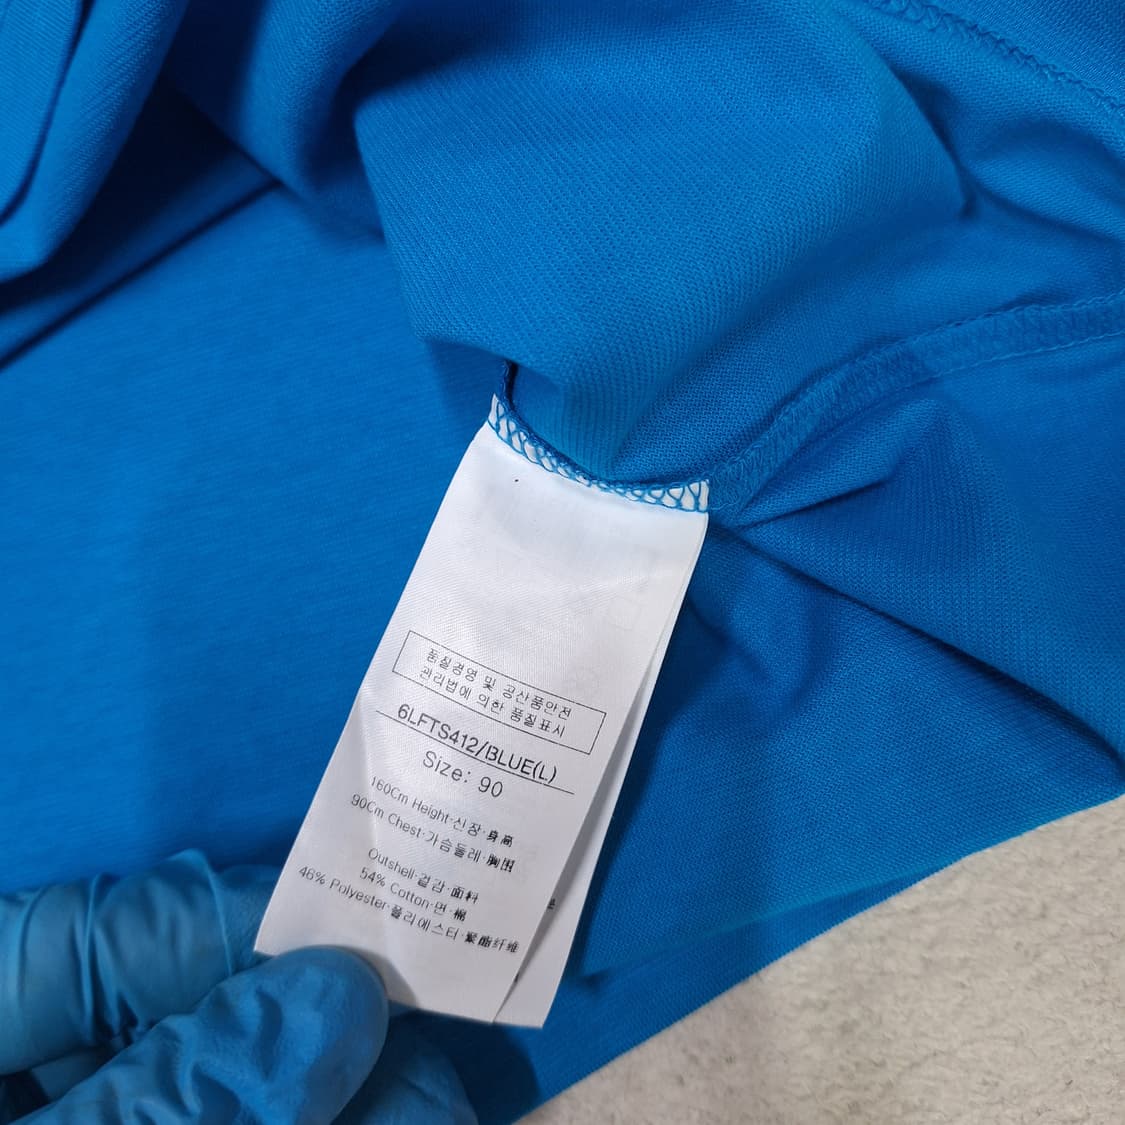 품질경영 및 공산품안전
관리법에 의한 품질표시
6LFTS412/BLUE(L)
Size: 90
160Cm Height·신장·身高
90Cm Chest·가슴둘레·胸围
Outshell·겉감·面料
54% Cotton·면·棉
46% Polyester·폴리에스터·聚酯纤维